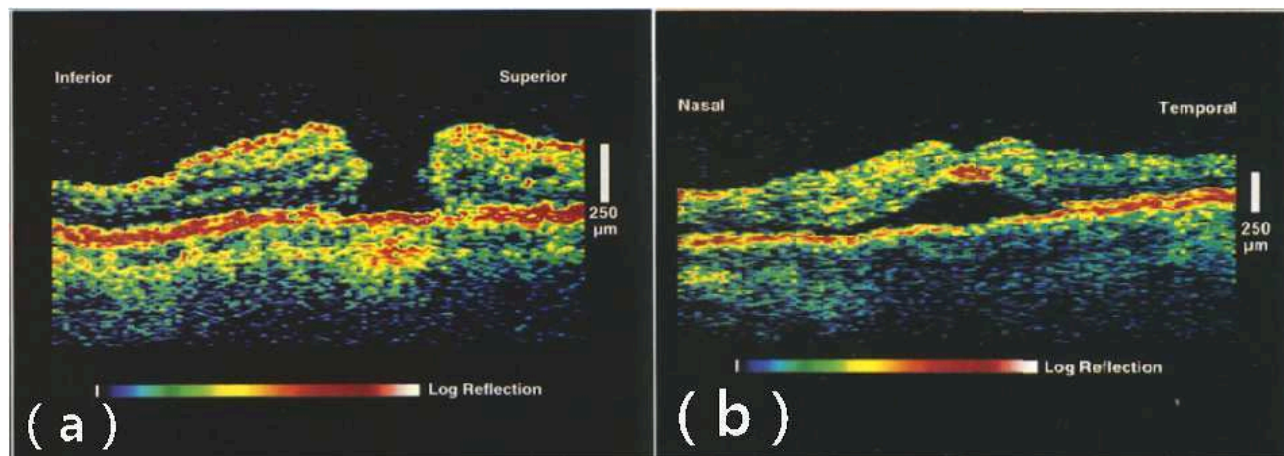 Inferior
Superior
250
µm
Log Reflection
(a)
Nasal
Temporal
250
µm
Log Reflection
(b)